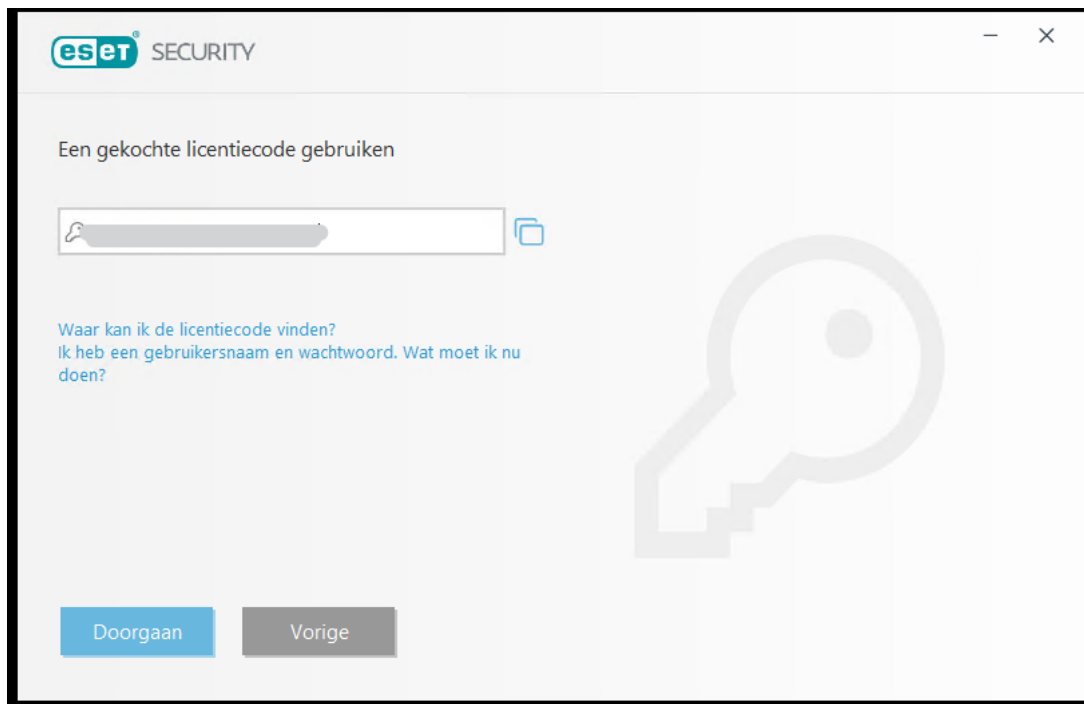 eset® SECURITY
Een gekochte licentiecode gebruiken
Waar kan ik de licentiecode vinden?
Ik heb een gebruikersnaam en wachtwoord. Wat moet ik nu
doen?
Doorgaan
Vorige